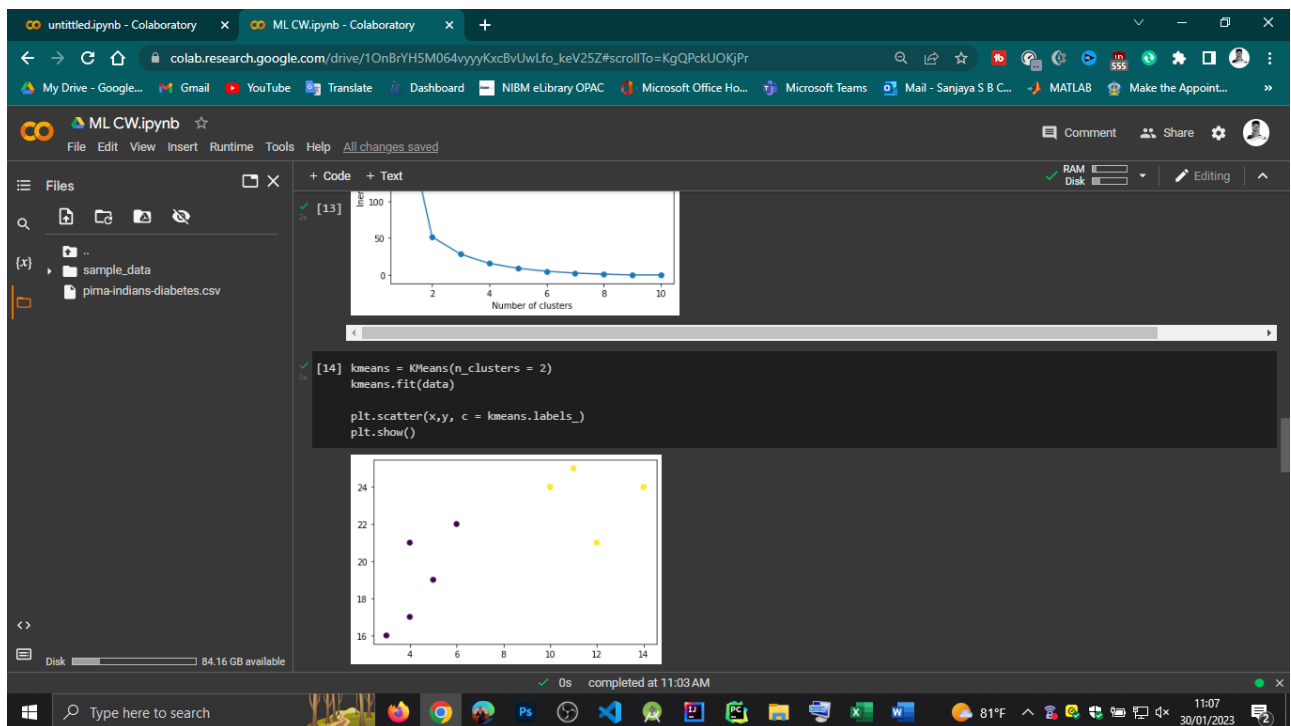 untittled.ipynb - Colaboratory
ML CW.ipynb - Colaboratory
colab.research.google.com/drive/1OnBrYH5M064vyyyKxcBvUwLfo_keV25Z#scrollTo=KgQPckUOKjPr
My Drive - Google... Gmail YouTube Translate Dashboard NIBM eLibrary OPAC Microsoft Office Ho... Microsoft Teams Mail - Sanjaya S B C... MATLAB Make the Appoint... »
ML CW.ipynb
File Edit View Insert Runtime Tools Help All changes saved
Comment Share
Files
+ Code + Text
RAM
Disk
Editing
..
sample_data
pima-indians-diabetes.csv
{x}
<>
Disk 84.16 GB available
[13]
2s
100
50
0
2 4 6 8 10
Number of clusters
[14] kmeans = KMeans(n_clusters = 2)
0s
kmeans.fit(data)
plt.scatter(x,y, c = kmeans.labels_)
plt.show()
24
22
20
18
16
4 6 8 10 12 14
0s completed at 11:03 AM
Type here to search
Ps
PC
81°F
11:07
30/01/2023
2